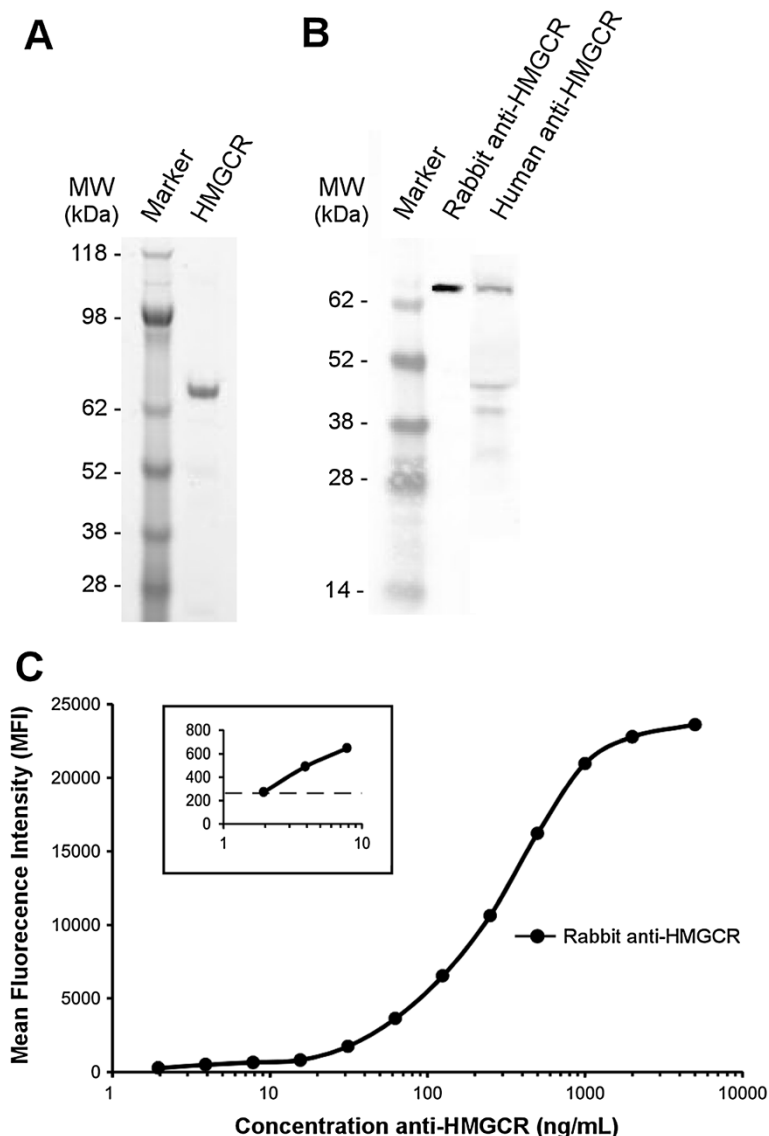 A
MW
(kDa)
Marker
HMGCR
118 -
98 -
62 -
52 -
38 -
28 -
B
MW
(kDa)
Marker
Rabbit anti-HMGCR
Human anti-HMGCR
62 -
52 -
38 -
28 -
14 -
C
Mean Fluorecence Intensity (MFI)
25000
20000
15000
10000
5000
0
800
600
400
200
0
1 10
Rabbit anti-HMGCR
1 10 100 1000 10000
Concentration anti-HMGCR (ng/mL)